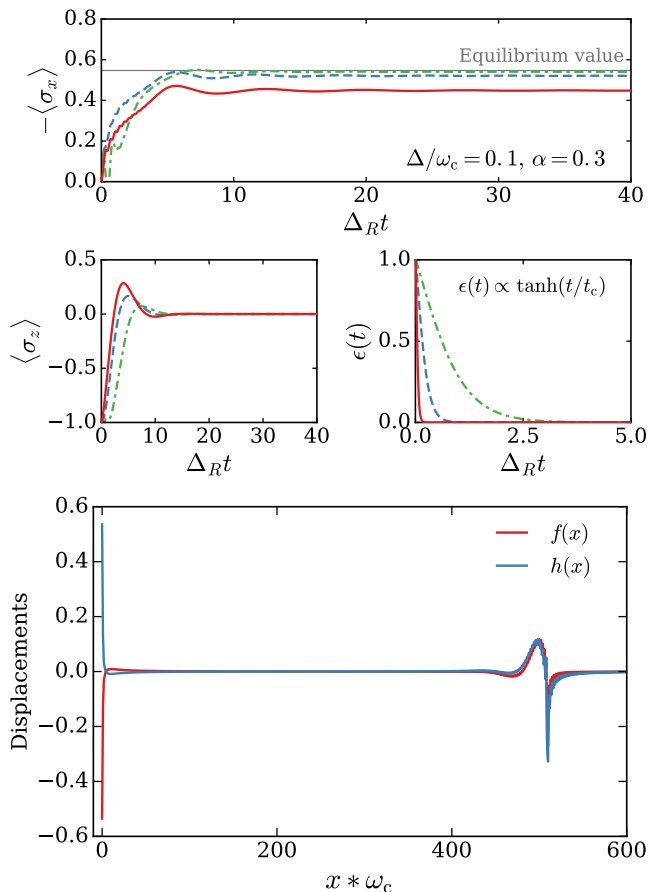 0.8
0.6
0.4
0.2
0.0
−⟨σx⟩
Equilibrium value
Δ/ωc = 0.1, α = 0.3
0 10 20 30 40
ΔRt
0.5
0.0
−0.5
−1.0
⟨σz⟩
0 10 20 30 40
ΔRt
1.0
0.5
0.0
ϵ(t)
ϵ(t) ∝ tanh(t/tc)
0.0 2.5 5.0
ΔRt
0.6
0.4
0.2
0.0
−0.2
−0.4
−0.6
Displacements
f(x)
h(x)
0 200 400 600
x ∗ ωc